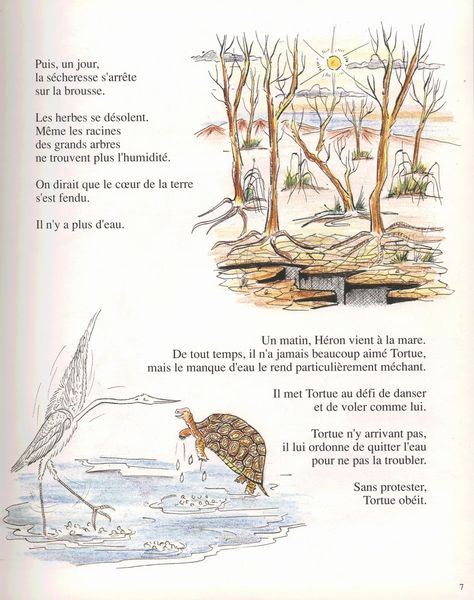 Puis, un jour,
la sécheresse s'arrête
sur la brousse.
Les herbes se désolent.
Même les racines
des grands arbres
ne trouvent plus l'humidité.
On dirait que le cœur de la terre
s'est fendu.
Il n'y a plus d'eau.
Un matin, Héron vient à la mare.
De tout temps, il n'a jamais beaucoup aimé Tortue,
mais le manque d'eau le rend particulièrement méchant.
Il met Tortue au défi de danser
et de voler comme lui.
Tortue n'y arrivant pas,
il lui ordonne de quitter l'eau
pour ne pas la troubler.
Sans protester,
Tortue obéit.
7